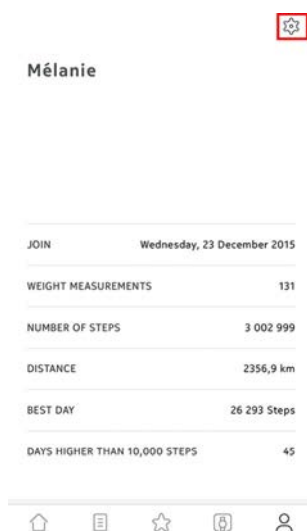 Mélanie
JOIN Wednesday, 23 December 2015
WEIGHT MEASUREMENTS 131
NUMBER OF STEPS 3 002 999
DISTANCE 2356,9 km
BEST DAY 26 293 Steps
DAYS HIGHER THAN 10,000 STEPS 45